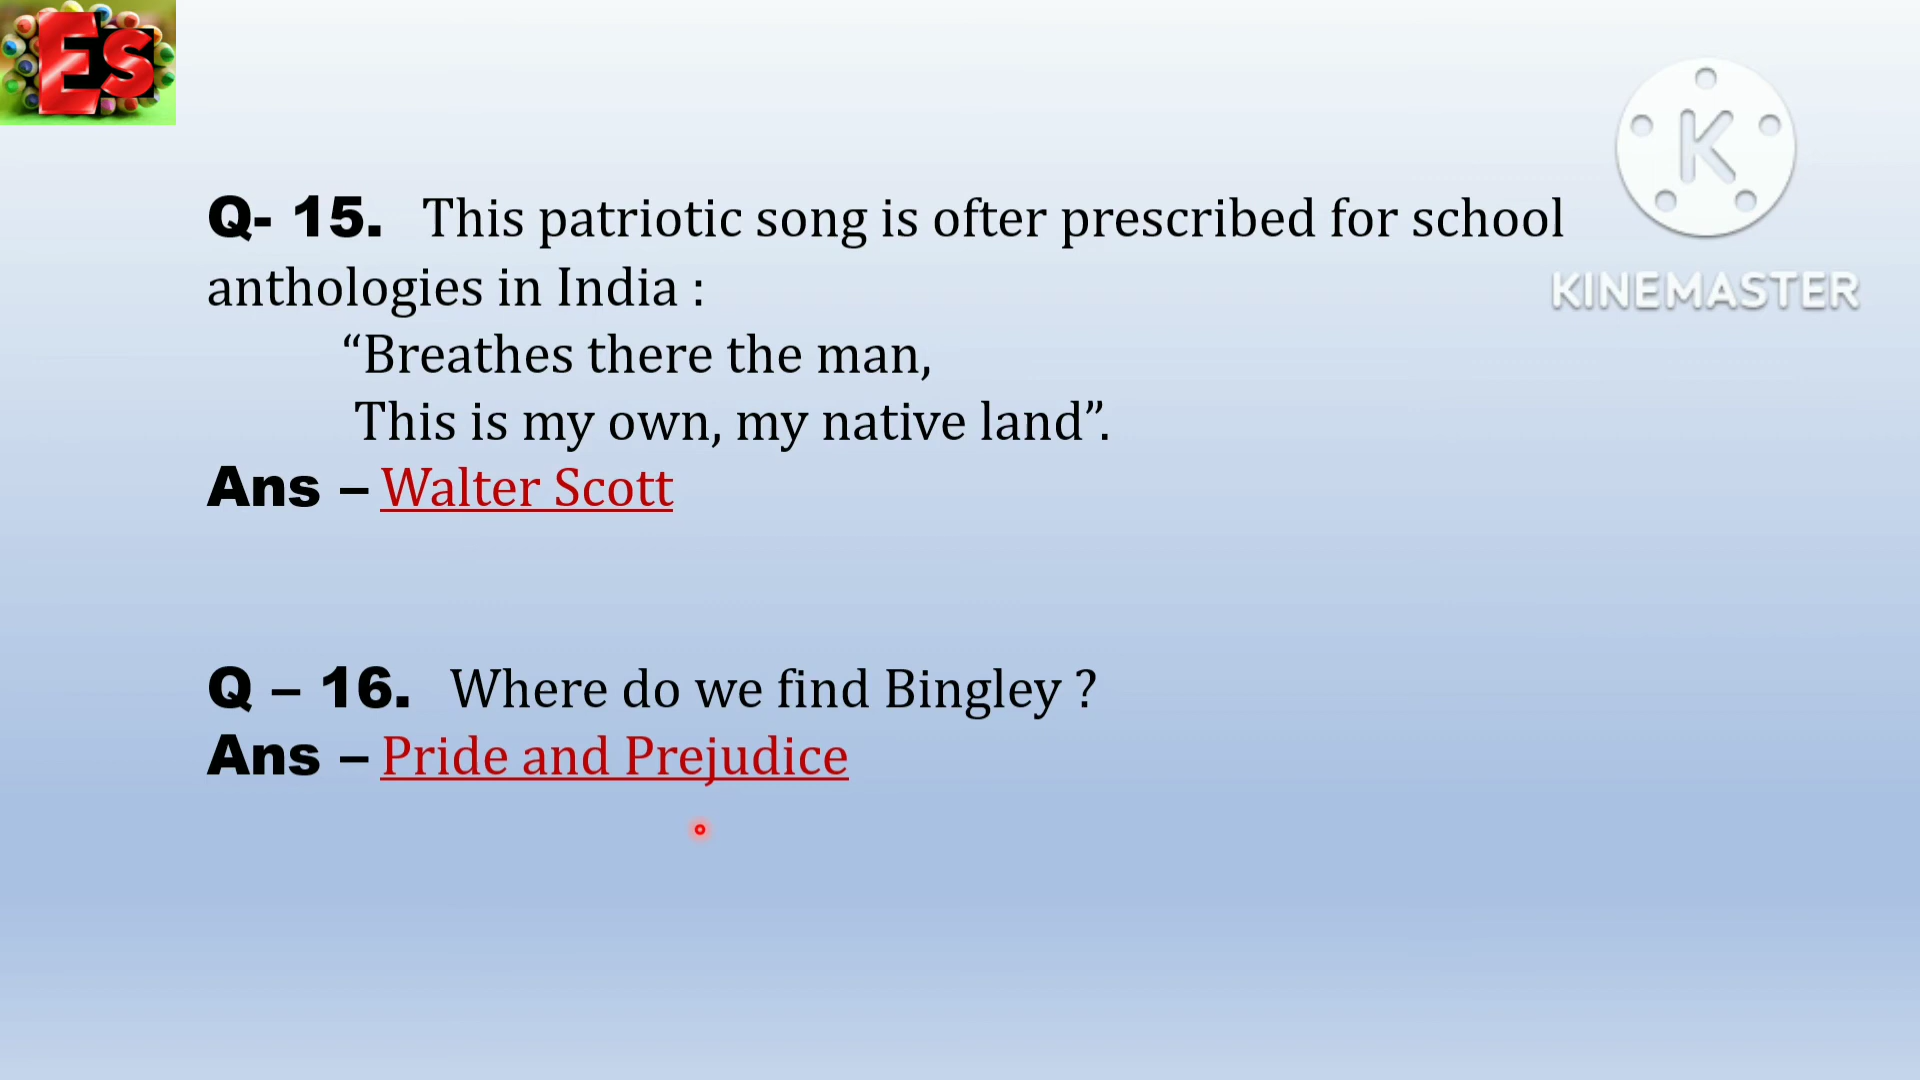 Es
K
KINEMASTER
Q- 15. This patriotic song is ofter prescribed for school
anthologies in India :
“Breathes there the man,
This is my own, my native land”.
Ans – Walter Scott
Q – 16. Where do we find Bingley ?
Ans – Pride and Prejudice